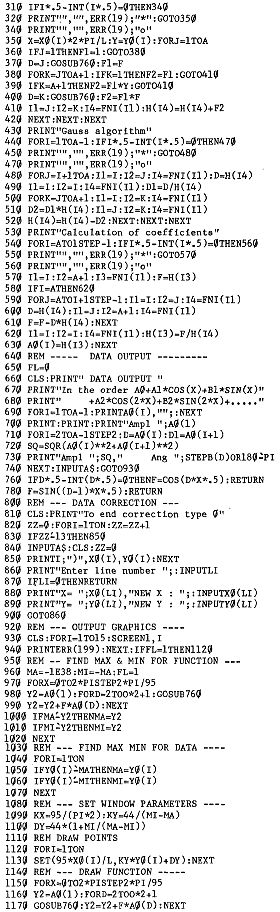 310 IFI*.5-INT(I*.5)=0THEN340
320 PRINT"",ERR(19);"*":GOTO350
340 PRINT"",ERR(19);"o"
350 X=X0(I)*2*PI/L:Y=Y0(I):FORJ=1TOA
360 IFJ=1THENF1=1:GOTO380
370 D=J:GOSUB760:F1=F
380 FORK=JTOA+1:IFK=1THENF2=F1:GOTO410
390 IFK=A+1THENF2=F1*Y:GOTO410
400 D=K:GOSUB760:F2=F1*F
410 I1=J:I2=K:I4=FNI(I1):H(I4)=H(I4)+F2
420 NEXT:NEXT:NEXT
430 PRINT"Gauss algorithm"
440 FORI=1TOA-1:IFI*.5-INT(I*.5)=0THEN470
450 PRINT"",ERR(19);"*":GOTO480
470 PRINT"",ERR(19);"o"
480 FORJ=I+1TOA:I1=I:I2=J:I4=FNI(I1):D=H(I4)
490 I1=I:I2=I:I4=FNI(I1):D1=D/H(I4)
500 FORK=J TOA+1:I1=I:I2=K:I4=FNI(I1)
510 D2=D1*H(I4):I1=J:I2=K:I4=FNI(I1)
520 H(I4)=H(I4)-D2:NEXT:NEXT:NEXT
530 PRINT"Calculation of coefficients"
540 FORI=ATO1STEP-1:IFI*.5-INT(I*.5)=0THEN560
550 PRINT"",ERR(19);"*":GOTO570
560 PRINT"",ERR(19);"o"
570 I1=I:I2=A+1:I3=FNI(I1):F=H(I3)
580 IFI=ATHEN620
590 FORJ=ATOI+1STEP-1:I1=I:I2=J:I4=FNI(I1)
600 D=H(I4):I1=J:I2=A+1:I4=FNI(I1)
610 F=F-D*H(I4):NEXT
620 I1=I:I2=I:I4=FNI(I1):H(I3)=F/H(I4)
630 A0(I)=H(I3):NEXT
640 REM ----- DATA OUTPUT ---------
650 FL=0
660 CLS:PRINT" DATA OUTPUT "
670 PRINT"In the order A0+A1*COS(X)+B1*SIN(X)"
680 PRINT" +A2*COS(2*X)+B2*SIN(2*X)+....."
690 FORI=1TOA-1:PRINTA0(I),"";:NEXT
700 PRINT:PRINT:PRINT"Ampl ";A0(1)
710 FORI=2TOA-1STEP2:D=A0(I):D1=A0(I+1)
720 SQ=SQR(A0(I)**2+A0(I+1)**2)
730 PRINT"Ampl ";SQ," Ang ";STEPB(D)OR180-PI
740 NEXT:INPUTA$:GOTO930
760 IFD*.5-INT(D*.5)=0THENF=COS(D*X*.5):RETURN
780 F=SIN((D-1)*X*.5):RETURN
800 REM --- DATA CORRECTION ---
810 CLS:PRINT"To end correction type 0"
820 ZZ=0:FORI=1TON:ZZ=ZZ+1
830 IFZZ-13THEN850
840 INPUTA$:CLS:ZZ=0
850 PRINTI;")",X0(I),Y0(I):NEXT
860 PRINT"Enter line number ";:INPUTLI
870 IFLI=0THENRETURN
880 PRINT"X= ";X0(LI),"NEW X : ";:INPUTX0(LI)
890 PRINT"Y= ";Y0(LI),"NEW Y : ";:INPUTY0(LI)
900 GOTO860
920 REM --- OUTPUT GRAPHICS ----
930 CLS:FORI=1TO15:SCREEN1,I
940 PRINTERR(199):NEXT:IFFL=1THEN1120
950 REM -- FIND MAX & MIN FOR FUNCTION ---
960 MA=-1E38:MI=-MA:FL=1
970 FORX=0TO2*PISTEP2*PI/95
980 Y2=A0(1):FORD=2TOO*2+1:GOSUB760
990 Y2=Y2+F*A0(D):NEXT
1000 IFMA-Y2THENMA=Y2
1010 IFMI-Y2THENMI=Y2
1020 NEXT
1030 REM --- FIND MAX MIN FOR DATA ----
1040 FORI=1TON
1050 IFY0(I)-MATHENMA=Y0(I)
1060 IFY0(I)-MITHENMI=Y0(I)
1070 NEXT
1080 REM --- SET WINDOW PARAMETERS ----
1090 KX=95/(PI*2):KY=44/(MI-MA)
1100 DY=44*(1+MI/(MA-MI))
1110 REM DRAW POINTS
1120 FORI=1TON
1130 SET(95*X0(I)/L,KY*Y0(I)+DY):NEXT
1140 REM --- DRAW FUNCTION -----
1150 FORX=0TO2*PISTEP2*PI/95
1160 Y2=A0(1):FORD=2TOO*2+1
1170 GOSUB760:Y2=Y2+F*A0(D):NEXT